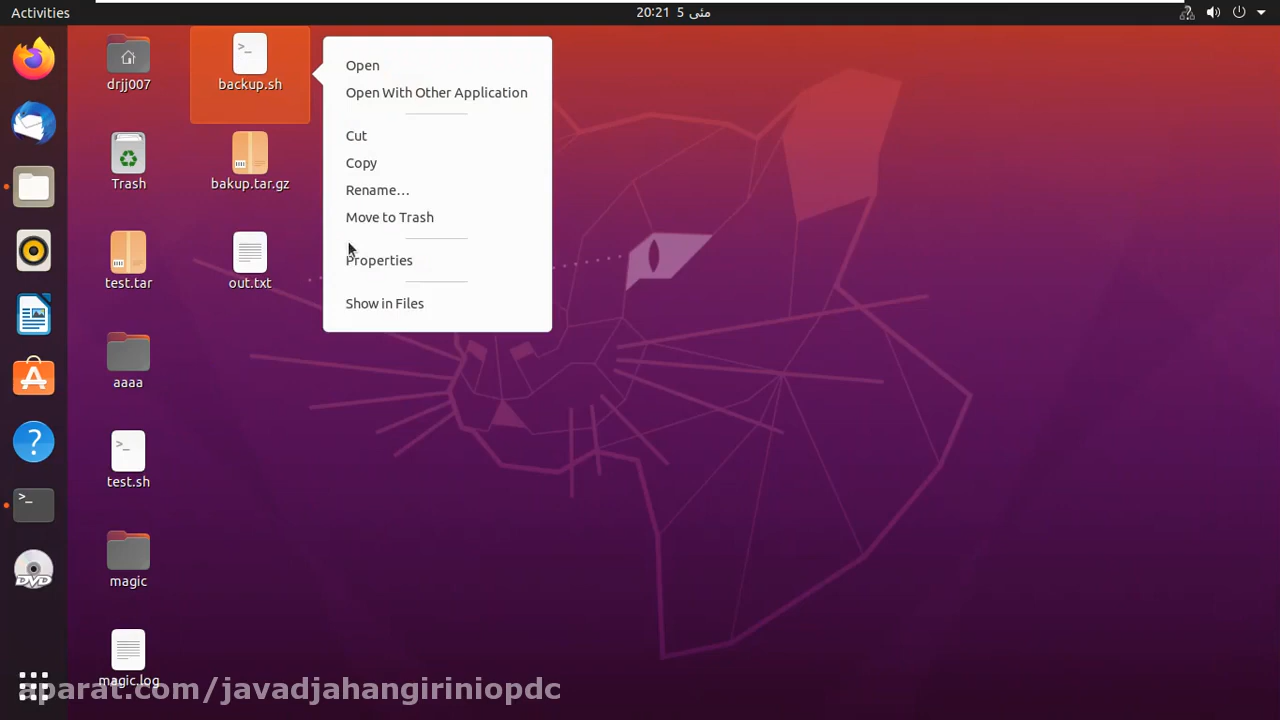 Activities
20:21 5 مئی
drjj007
backup.sh
Trash
bakup.tar.gz
test.tar
out.txt
aaaa
test.sh
magic
magic.log
Open
Open With Other Application
Cut
Copy
Rename…
Move to Trash
Properties
Show in Files
>_
>_
>_
?
?
DVD
aparat.com/javadjahangiriniopdc